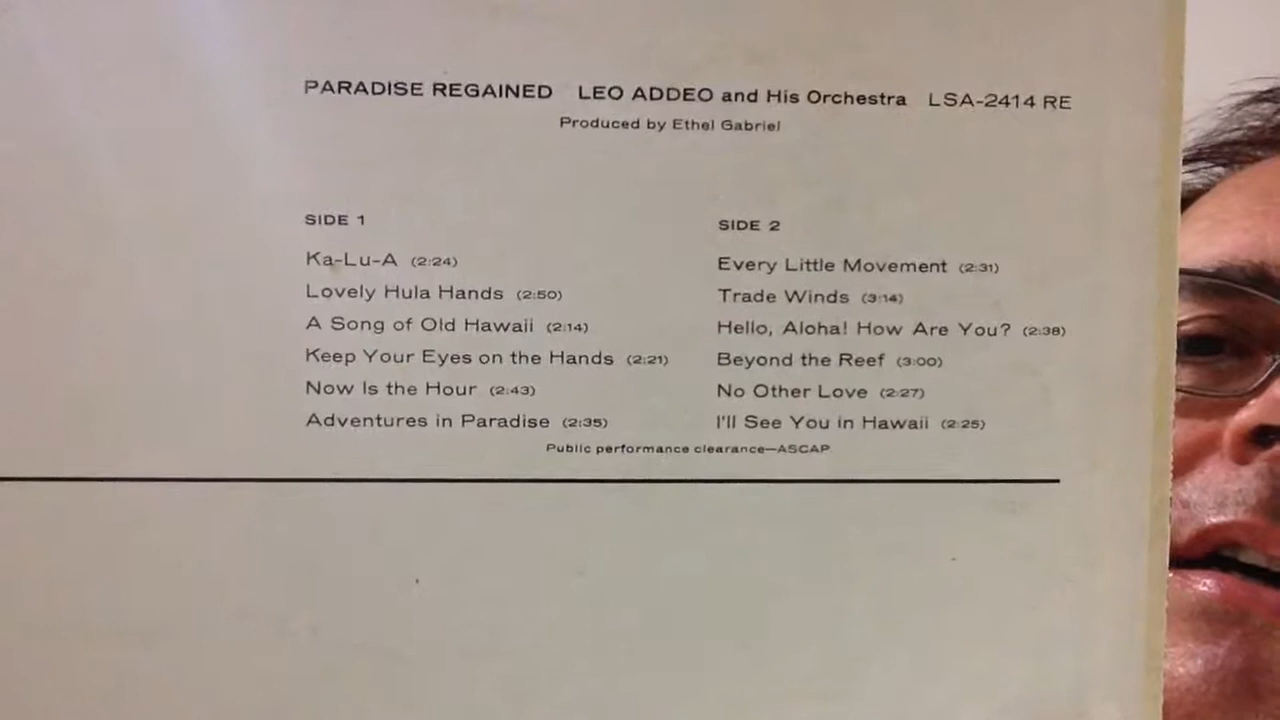 PARADISE REGAINED LEO ADDEO and His Orchestra LSA-2414 RE
Produced by Ethel Gabriel
SIDE 1
Ka-Lu-A (2:24)
Lovely Hula Hands (2:50)
A Song of Old Hawaii (2:14)
Keep Your Eyes on the Hands (2:21)
Now Is the Hour (2:43)
Adventures in Paradise (2:35)
SIDE 2
Every Little Movement (2:31)
Trade Winds (3:14)
Hello, Aloha! How Are You? (2:38)
Beyond the Reef (3:00)
No Other Love (2:27)
I'll See You in Hawaii (2:25)
Public performance clearance—ASCAP